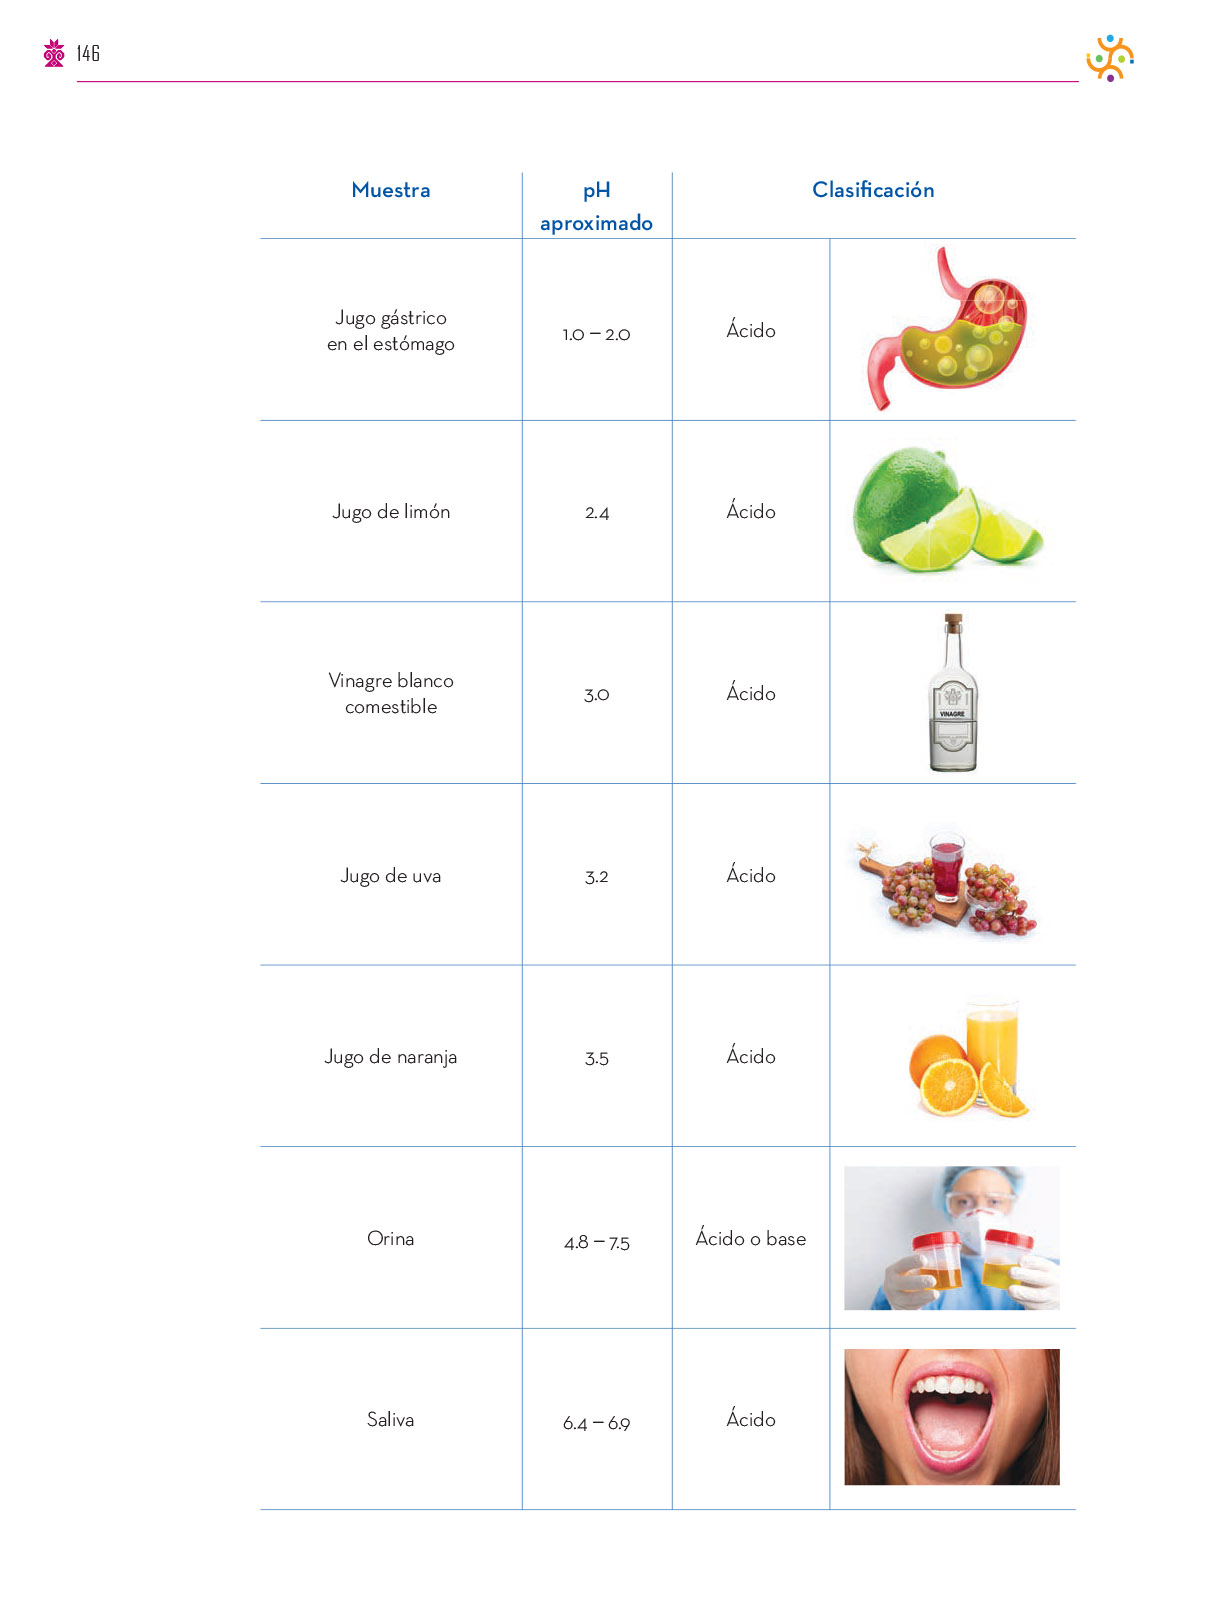 146
Muestra
pH
aproximado
Clasificación
Jugo gástrico
en el estómago
1.0 – 2.0
Ácido
Jugo de limón
2.4
Ácido
Vinagre blanco
comestible
3.0
Ácido
VINAGRE
Jugo de uva
3.2
Ácido
Jugo de naranja
3.5
Ácido
Orina
4.8 – 7.5
Ácido o base
Saliva
6.4 – 6.9
Ácido